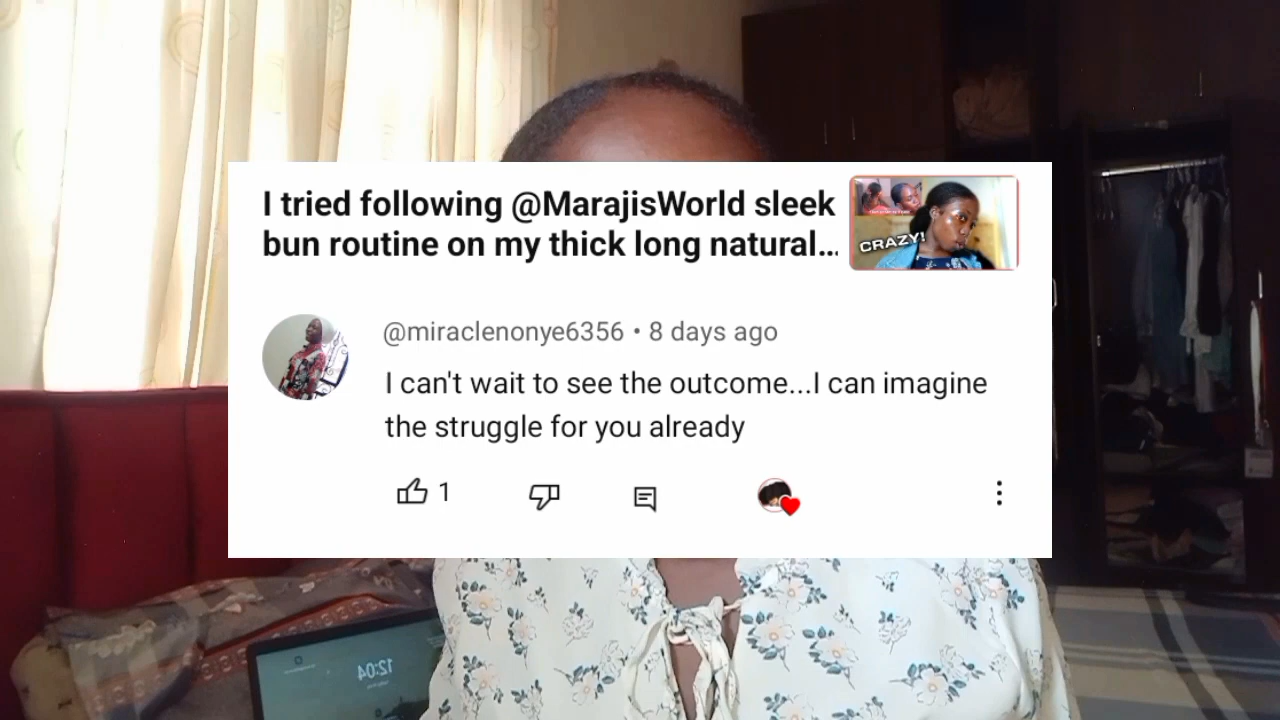 I tried following @MarajisWorld sleek
bun routine on my thick long natural...
CRAZY!
@miraclenonye6356 • 8 days ago
I can't wait to see the outcome...I can imagine
the struggle for you already
1
12:04